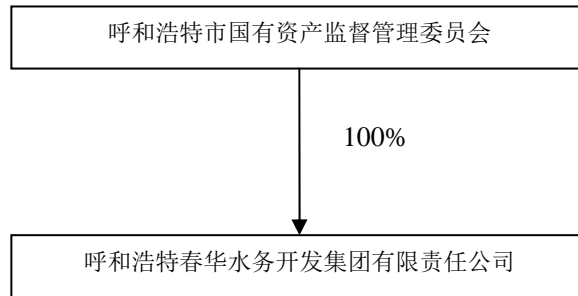 呼和浩特市国有资产监督管理委员会
100%
呼和浩特春华水务开发集团有限责任公司